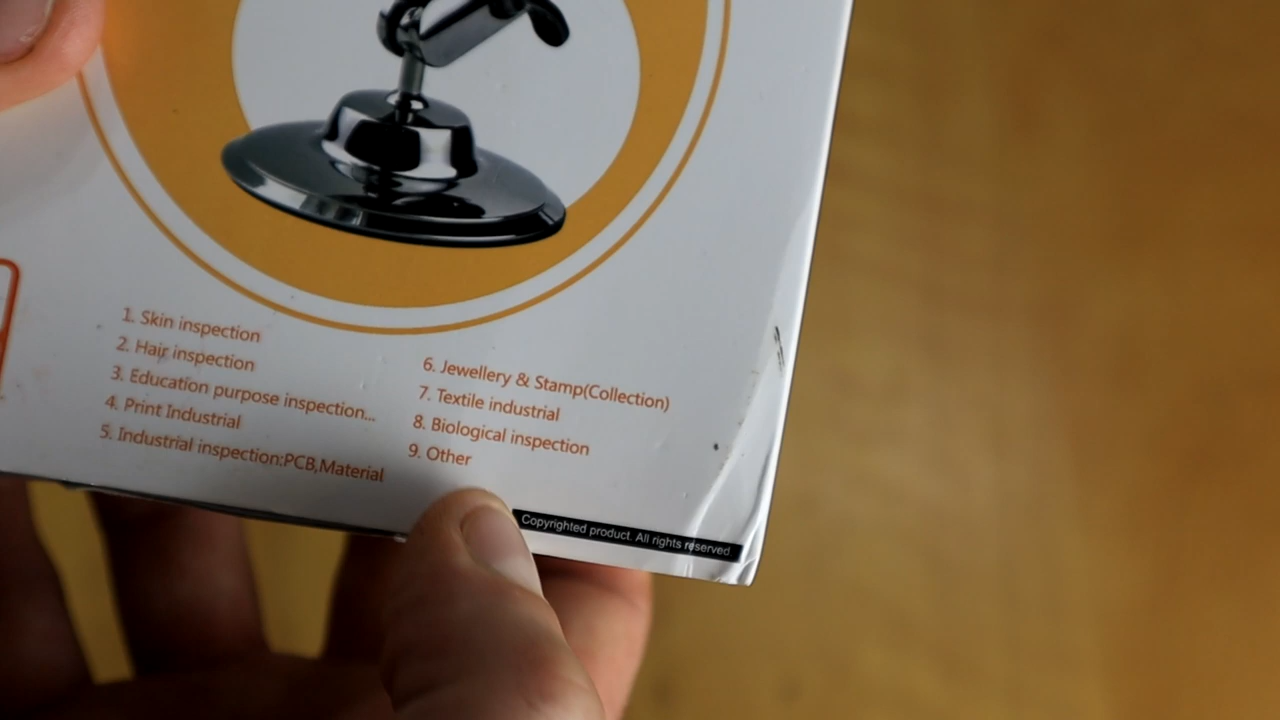 1. Skin inspection
2. Hair inspection
3. Education purpose inspection...
4. Print Industrial
5. Industrial inspection:PCB,Material
6. Jewellery & Stamp(Collection)
7. Textile industrial
8. Biological inspection
9. Other
Copyrighted product. All rights reserved